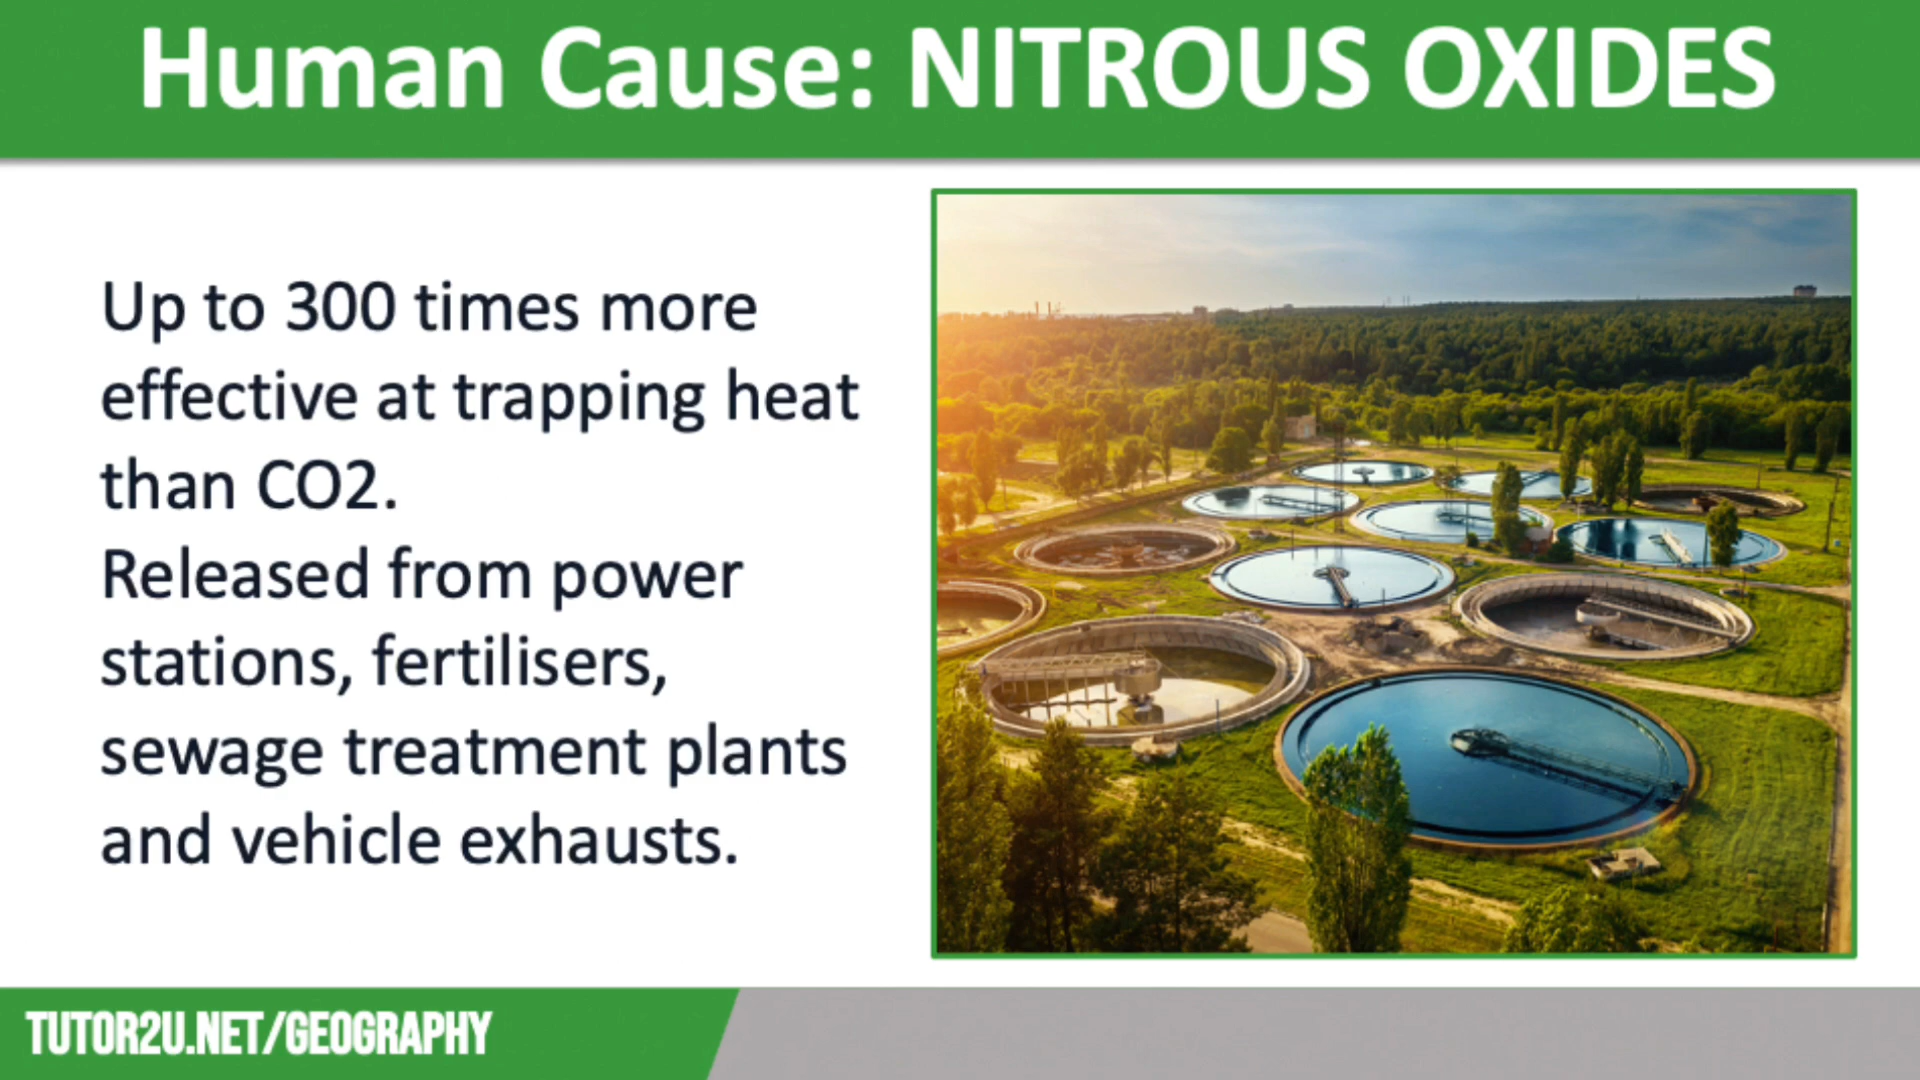 Human Cause: NITROUS OXIDES
Up to 300 times more
effective at trapping heat
than CO2.
Released from power
stations, fertilisers,
sewage treatment plants
and vehicle exhausts.
TUTOR2U.NET/GEOGRAPHY